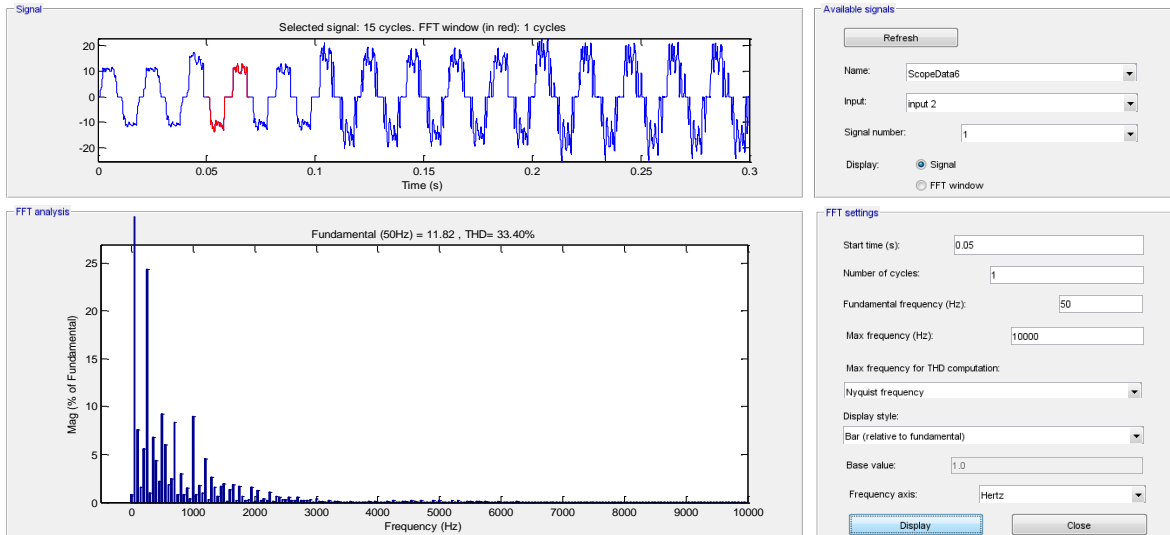 Signal
Selected signal: 15 cycles. FFT window (in red): 1 cycles
20
10
0
-10
-20
0
0.05
0.1
0.15
0.2
0.25
0.3
Time (s)
Available signals
Refresh
Name:
ScopeData6
Input:
input 2
Signal number:
1
Display:
Signal
FFT window
FFT analysis
Fundamental (50Hz) = 11.82 , THD= 33.40%
Mag (% of Fundamental)
25
20
15
10
5
0
0
1000
2000
3000
4000
5000
6000
7000
8000
9000
10000
Frequency (Hz)
FFT settings
Start time (s):
0.05
Number of cycles:
1
Fundamental frequency (Hz):
50
Max frequency (Hz):
10000
Max frequency for THD computation:
Nyquist frequency
Display style:
Bar (relative to fundamental)
Base value:
1.0
Frequency axis:
Hertz
Display
Close